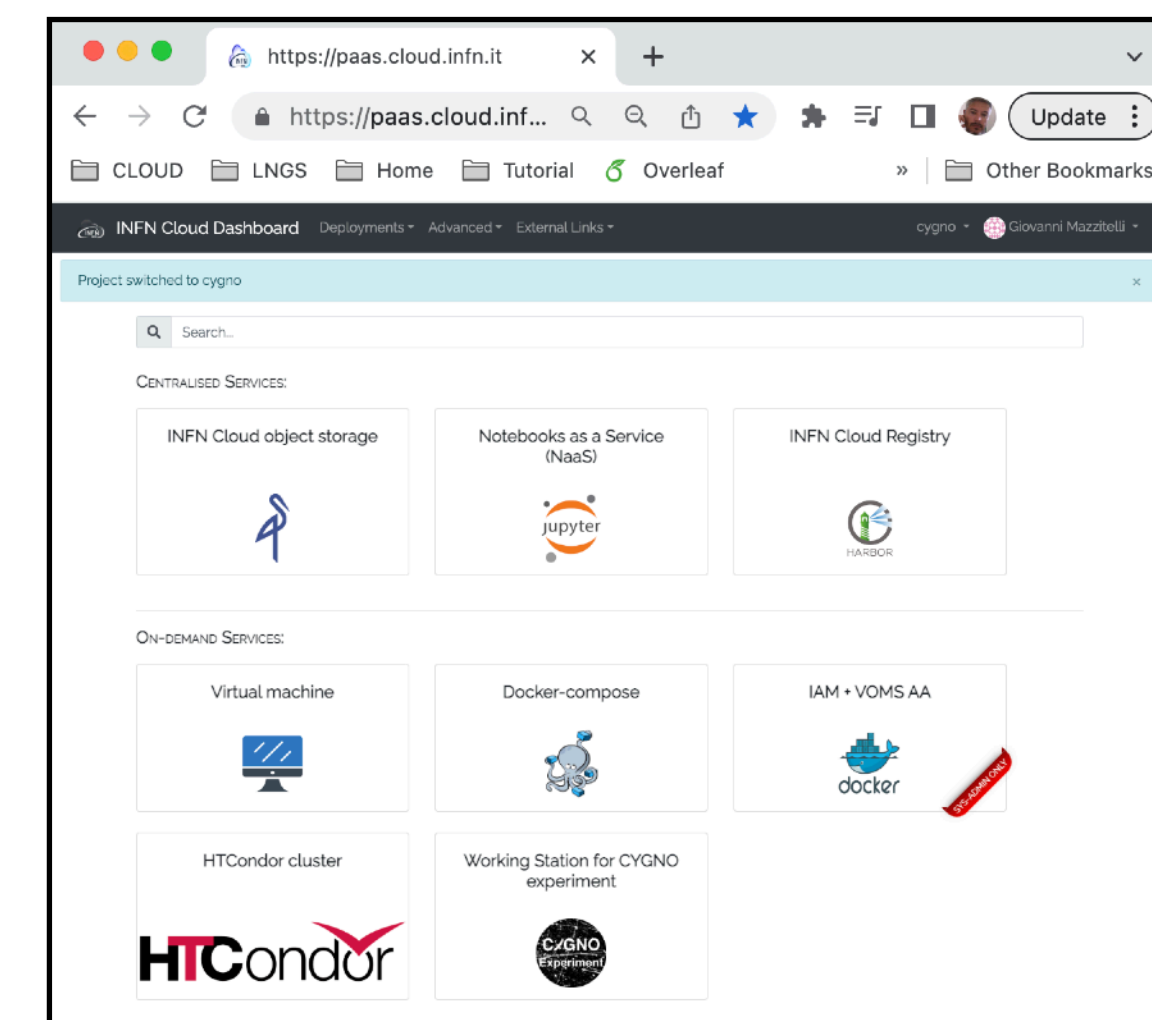 https://paas.cloud.infn.it
https://paas.cloud.inf...
Update
CLOUD LNGS Home Tutorial Overleaf » Other Bookmarks
INFN INFN Cloud Dashboard Deployments Advanced External Links cygno Giovanni Mazzitelli
Project switched to cygno ×
Search...
CENTRALISED SERVICES:
INFN Cloud object storage
Notebooks as a Service
(NaaS)
jupyter
INFN Cloud Registry
HARBOR
ON-DEMAND SERVICES:
Virtual machine
Docker-compose
IAM + VOMS AA
docker
SYS-ADMIN ONLY
HTCondor cluster
HTCondor
Working Station for CYGNO
experiment
CYGNO
Experiment